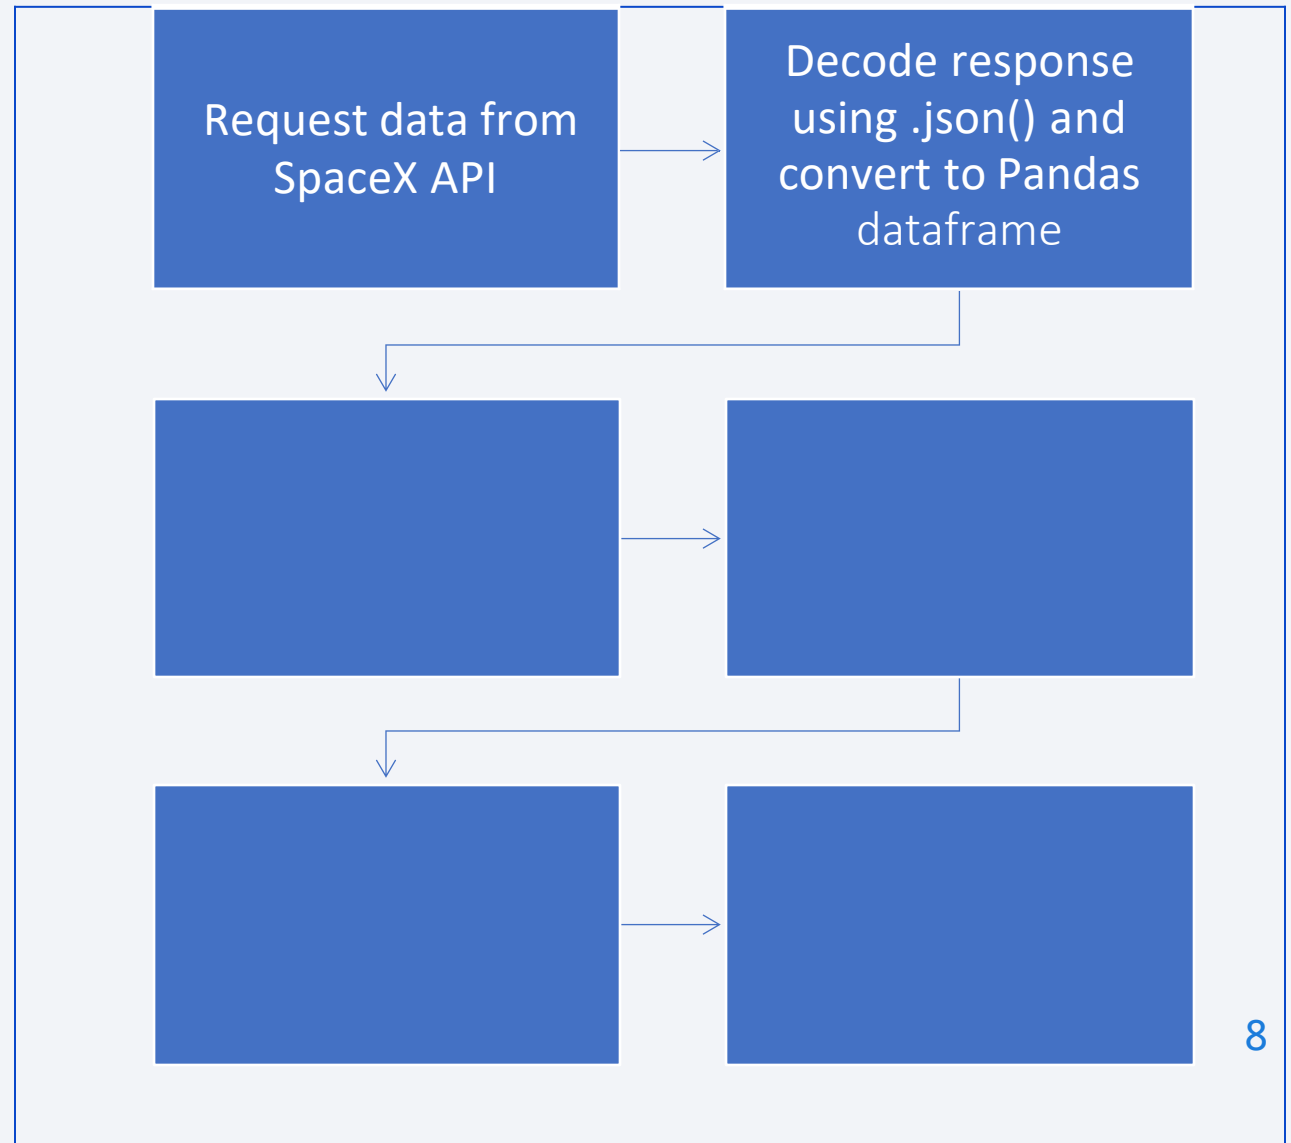 Request data from
SpaceX API
Decode response
using .json() and
convert to Pandas
dataframe
8